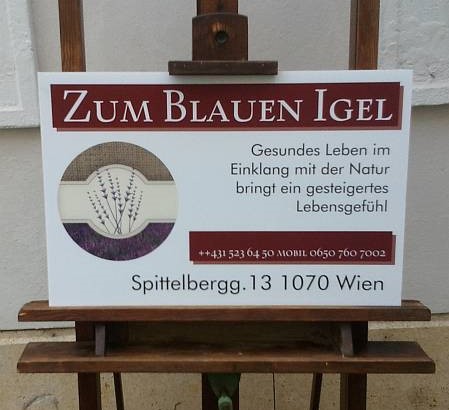 ZUM BLAUEN IGEL
Gesundes Leben im
Einklang mit der Natur
bringt ein gesteigertes
Lebensgefühl
++431 523 64 50 MOBIL 0650 760 7002
Spittelbergg.13 1070 Wien